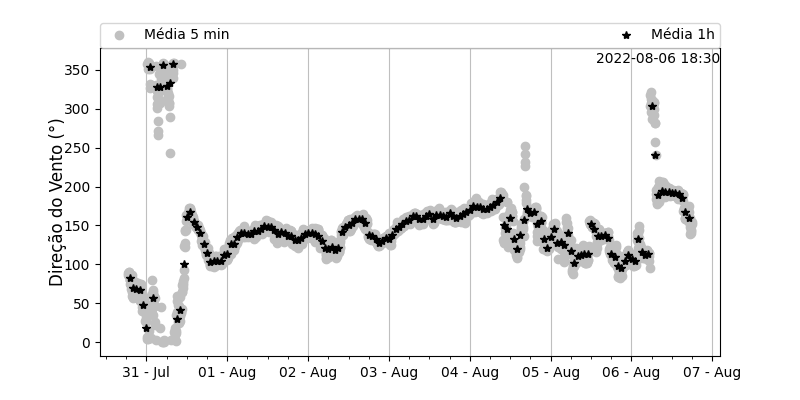 Média 5 min
Média 1h
2022-08-06 18:30
Direção do Vento (°)
350
300
250
200
150
100
50
0
31 - Jul
01 - Aug
02 - Aug
03 - Aug
04 - Aug
05 - Aug
06 - Aug
07 - Aug